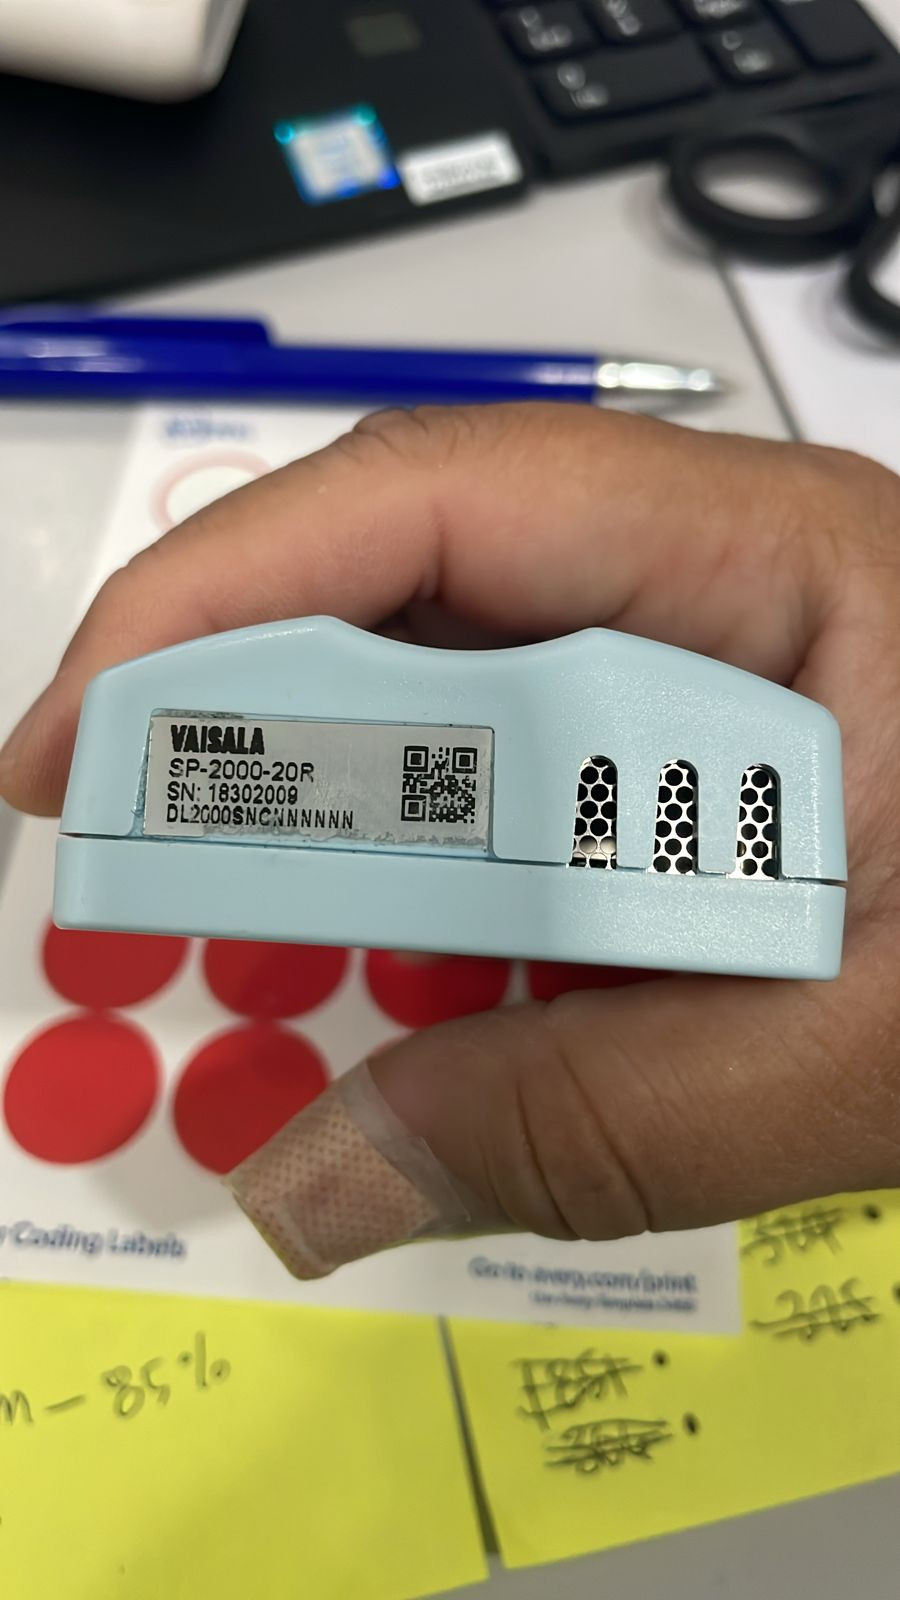 VAISALA
SP-2000-20R
SN: 18302009
DL2000SNCNNNNNN
Coding Labels
Go to avery.com/print
m - 85%